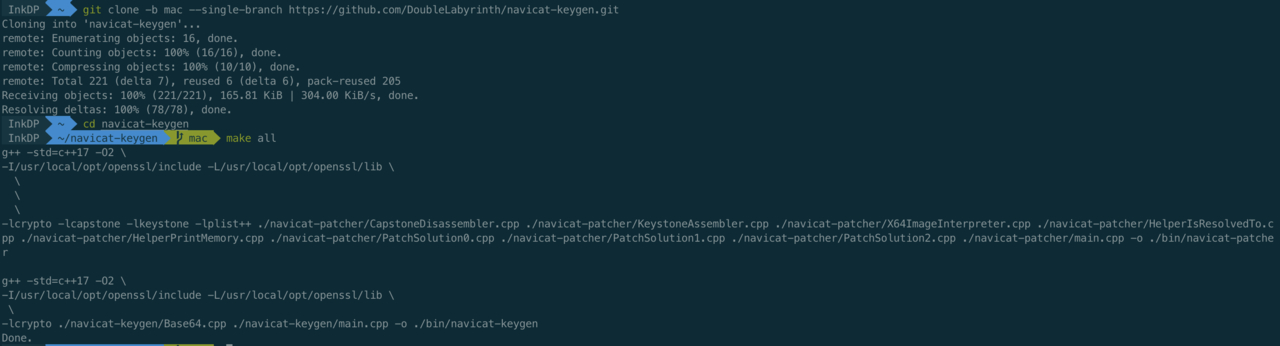 InkDP ~ git clone -b mac --single-branch https://github.com/DoubleLabyrinth/navicat-keygen.git
Cloning into 'navicat-keygen'...
remote: Enumerating objects: 16, done.
remote: Counting objects: 100% (16/16), done.
remote: Compressing objects: 100% (10/10), done.
remote: Total 221 (delta 7), reused 6 (delta 6), pack-reused 205
Receiving objects: 100% (221/221), 165.81 KiB | 304.00 KiB/s, done.
Resolving deltas: 100% (78/78), done.
InkDP ~ cd navicat-keygen
InkDP ~/navicat-keygen mac make all
g++ -std=c++17 -O2 \
-I/usr/local/opt/openssl/include -L/usr/local/opt/openssl/lib \
\
\
\
-lcrypto -lcapstone -lkeystone -lplist++ ./navicat-patcher/CapstoneDisassembler.cpp ./navicat-patcher/KeystoneAssembler.cpp ./navicat-patcher/X64ImageInterpreter.cpp ./navicat-patcher/HelperIsResolvedTo.c
pp ./navicat-patcher/HelperPrintMemory.cpp ./navicat-patcher/PatchSolution0.cpp ./navicat-patcher/PatchSolution1.cpp ./navicat-patcher/PatchSolution2.cpp ./navicat-patcher/main.cpp -o ./bin/navicat-patche
r
g++ -std=c++17 -O2 \
-I/usr/local/opt/openssl/include -L/usr/local/opt/openssl/lib \
\
-lcrypto ./navicat-keygen/Base64.cpp ./navicat-keygen/main.cpp -o ./bin/navicat-keygen
Done.